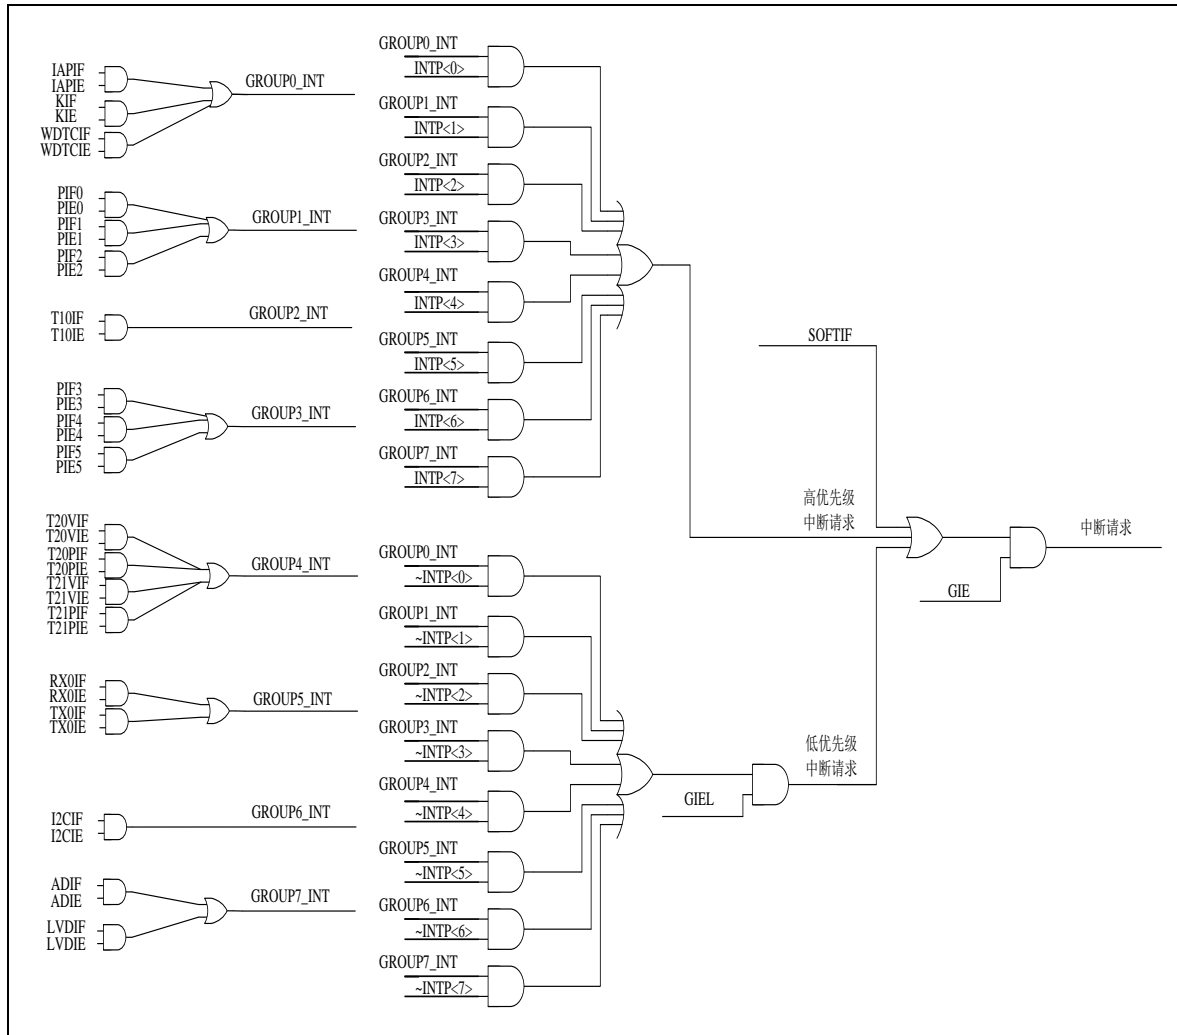 IAPIF
IAPIE
KIF
KIE
WDTCIF
WDTCIE
GROUP0_INT
PIF0
PIE0
PIF1
PIE1
PIF2
PIE2
GROUP1_INT
T10IF
T10IE
GROUP2_INT
PIF3
PIE3
PIF4
PIE4
PIF5
PIE5
GROUP3_INT
T20VIF
T20VIE
T20PIF
T20PIE
T21VIF
T21VIE
T21PIF
T21PIE
GROUP4_INT
RX0IF
RX0IE
TX0IF
TX0IE
GROUP5_INT
I2CIF
I2CIE
GROUP6_INT
ADIF
ADIE
LVDIF
LVDIE
GROUP7_INT
GROUP0_INT
INTP<0>
GROUP1_INT
INTP<1>
GROUP2_INT
INTP<2>
GROUP3_INT
INTP<3>
GROUP4_INT
INTP<4>
GROUP5_INT
INTP<5>
GROUP6_INT
INTP<6>
GROUP7_INT
INTP<7>
GROUP0_INT
~INTP<0>
GROUP1_INT
~INTP<1>
GROUP2_INT
~INTP<2>
GROUP3_INT
~INTP<3>
GROUP4_INT
~INTP<4>
GROUP5_INT
~INTP<5>
GROUP6_INT
~INTP<6>
GROUP7_INT
~INTP<7>
GIEL
SOFTIF
高优先级
中断请求
低优先级
中断请求
GIE
中断请求